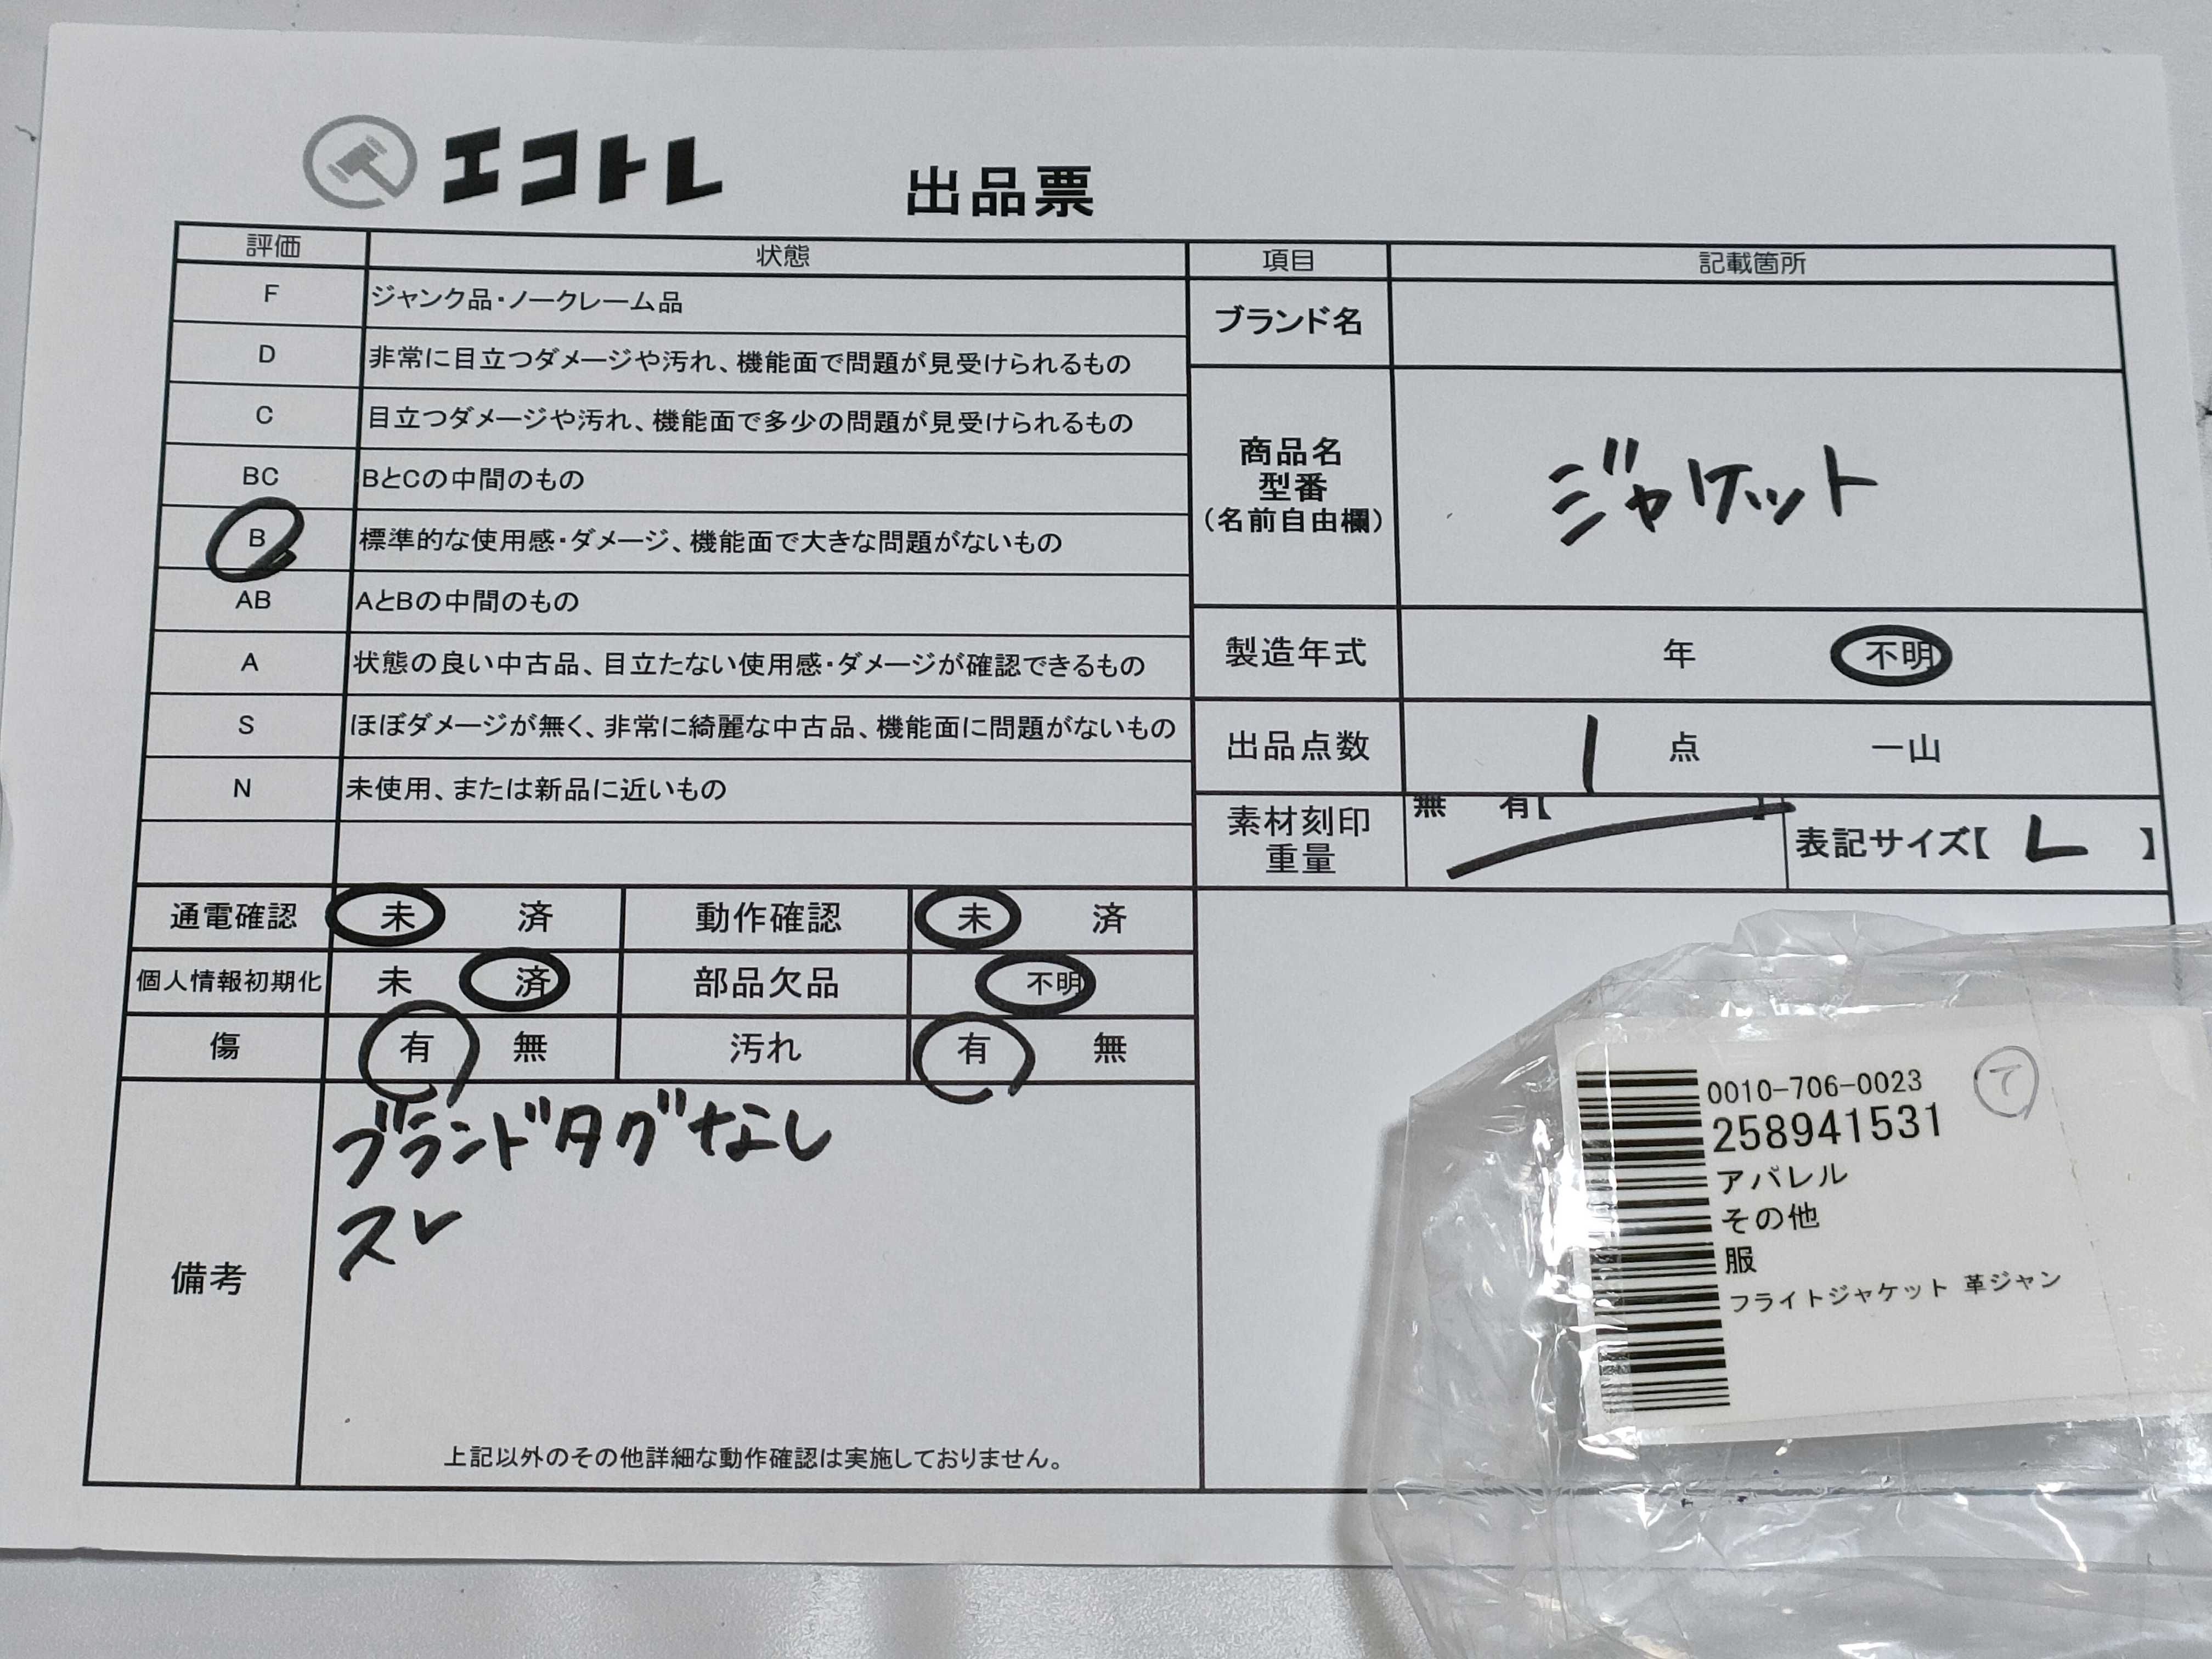 エコトレ
出品票
評価 状態
F ジャンク品・ノークレーム品
D 非常に目立つダメージや汚れ、機能面で問題が見受けられるもの
C 目立つダメージや汚れ、機能面で多少の問題が見受けられるもの
BC BとCの中間のもの
B 標準的な使用感・ダメージ、機能面で大きな問題がないもの
AB AとBの中間のもの
A 状態の良い中古品、目立たない使用感・ダメージが確認できるもの
S ほぼダメージが無く、非常に綺麗な中古品、機能面に問題がないもの
N 未使用、または新品に近いもの
項目 記載箇所
ブランド名
商品名
型番
(名前自由欄)
ジャケット
製造年式 年 不明
出品点数 1 点 一山
素材刻印
重量
無 有【 】
表記サイズ【 L 】
通電確認 未 済 動作確認 未 済
個人情報初期化 未 済 部品欠品 不明
傷 有 無 汚れ 有 無
備考
ブランドタグなし
スレ
上記以外のその他詳細な動作確認は実施しておりません。
0010-706-0023
て
258941531
アパレル
その他
服
フライトジャケット 革ジャン